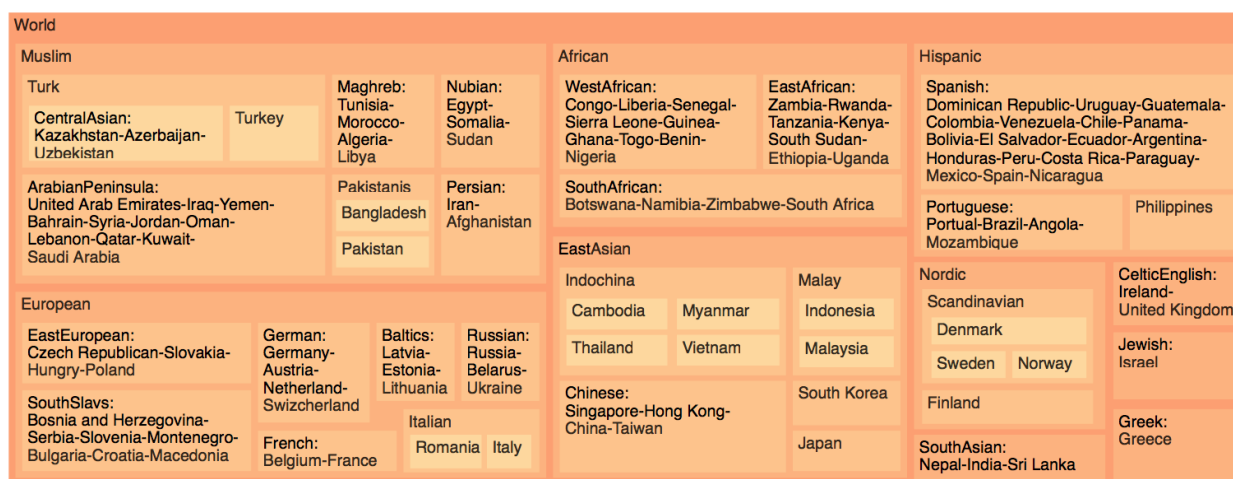 World
Muslim
Turk
CentralAsian:
Kazakhstan-Azerbaijan-
Uzbekistan
Turkey
Maghreb:
Tunisia-
Morocco-
Algeria-
Libya
Nubian:
Egypt-
Somalia-
Sudan
ArabianPeninsula:
United Arab Emirates-Iraq-Yemen-
Bahrain-Syria-Jordan-Oman-
Lebanon-Qatar-Kuwait-
Saudi Arabia
Pakistanis
Bangladesh
Pakistan
Persian:
Iran-
Afghanistan
European
EastEuropean:
Czech Republican-Slovakia-
Hungry-Poland
SouthSlavs:
Bosnia and Herzegovina-
Serbia-Slovenia-Montenegro-
Bulgaria-Croatia-Macedonia
German:
Germany-
Austria-
Netherland-
Swizcherland
French:
Belgium-France
Baltics:
Latvia-
Estonia-
Lithuania
Russian:
Russia-
Belarus-
Ukraine
Italian
Romania
Italy
African
WestAfrican:
Congo-Liberia-Senegal-
Sierra Leone-Guinea-
Ghana-Togo-Benin-
Nigeria
EastAfrican:
Zambia-Rwanda-
Tanzania-Kenya-
South Sudan-
Ethiopia-Uganda
SouthAfrican:
Botswana-Namibia-Zimbabwe-South Africa
EastAsian
Indochina
Cambodia
Myanmar
Thailand
Vietnam
Malay
Indonesia
Malaysia
Chinese:
Singapore-Hong Kong-
China-Taiwan
South Korea
Japan
Hispanic
Spanish:
Dominican Republic-Uruguay-Guatemala-
Colombia-Venezuela-Chile-Panama-
Bolivia-El Salvador-Ecuador-Argentina-
Honduras-Peru-Costa Rica-Paraguay-
Mexico-Spain-Nicaragua
Portuguese:
Portual-Brazil-Angola-
Mozambique
Philippines
Nordic
Scandinavian
Denmark
Sweden
Norway
Finland
SouthAsian:
Nepal-India-Sri Lanka
CelticEnglish:
Ireland-
United Kingdom
Jewish:
Israel
Greek:
Greece